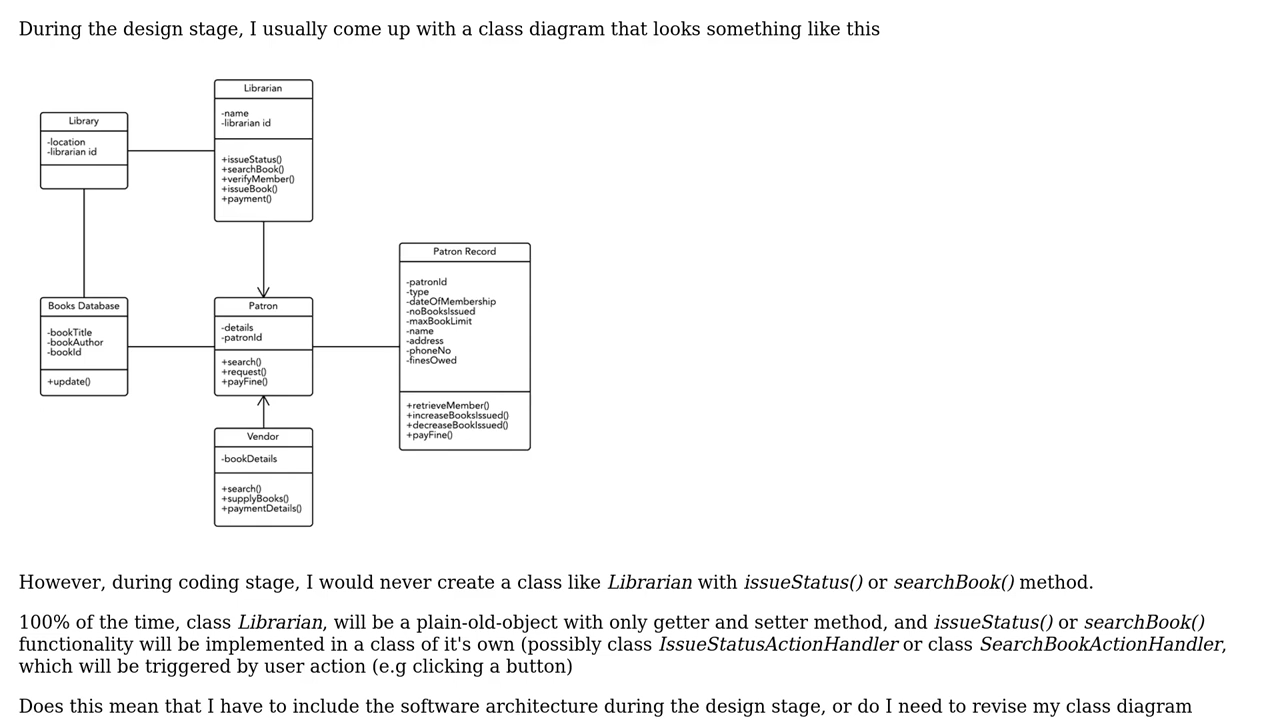 During the design stage, I usually come up with a class diagram that looks something like this
Librarian
-name
-librarian id
+issueStatus()
+searchBook()
+verifyMember()
+issueBook()
+payment()
Library
-location
-librarian id
Patron Record
-patronId
-type
-dateOfMembership
-noBooksIssued
-maxBookLimit
-name
-address
-phoneNo
-finesOwed
+retrieveMember()
+increaseBooksIssued()
+decreaseBookIssued()
+payFine()
Books Database
-bookTitle
-bookAuthor
-bookId
+update()
Patron
-details
-patronId
+search()
+request()
+payFine()
Vendor
-bookDetails
+search()
+supplyBooks()
+paymentDetails()
However, during coding stage, I would never create a class like Librarian with issueStatus() or searchBook() method.
100% of the time, class Librarian, will be a plain-old-object with only getter and setter method, and issueStatus() or searchBook()
functionality will be implemented in a class of it's own (possibly class IssueStatusActionHandler or class SearchBookActionHandler,
which will be triggered by user action (e.g clicking a button)
Does this mean that I have to include the software architecture during the design stage, or do I need to revise my class diagram